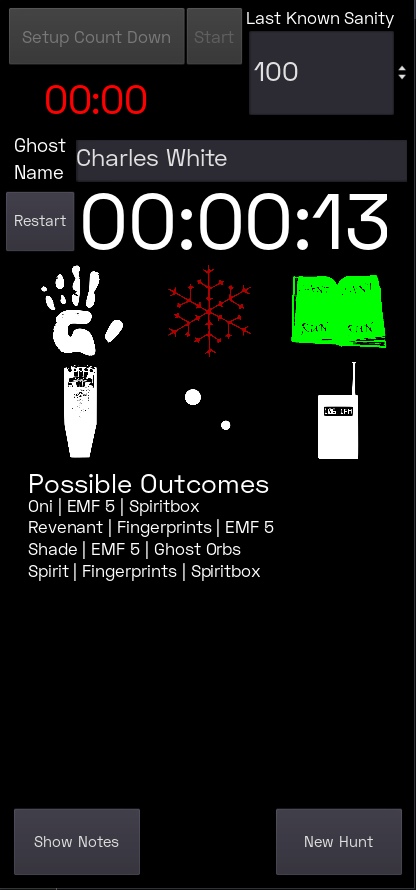 Setup Count Down
Start
Last Known Sanity
100
00:00
Ghost Name
Charles White
Restart
00:00:13
Possible Outcomes
Oni | EMF 5 | Spiritbox
Revenant | Fingerprints | EMF 5
Shade | EMF 5 | Ghost Orbs
Spirit | Fingerprints | Spiritbox
Show Notes
New Hunt